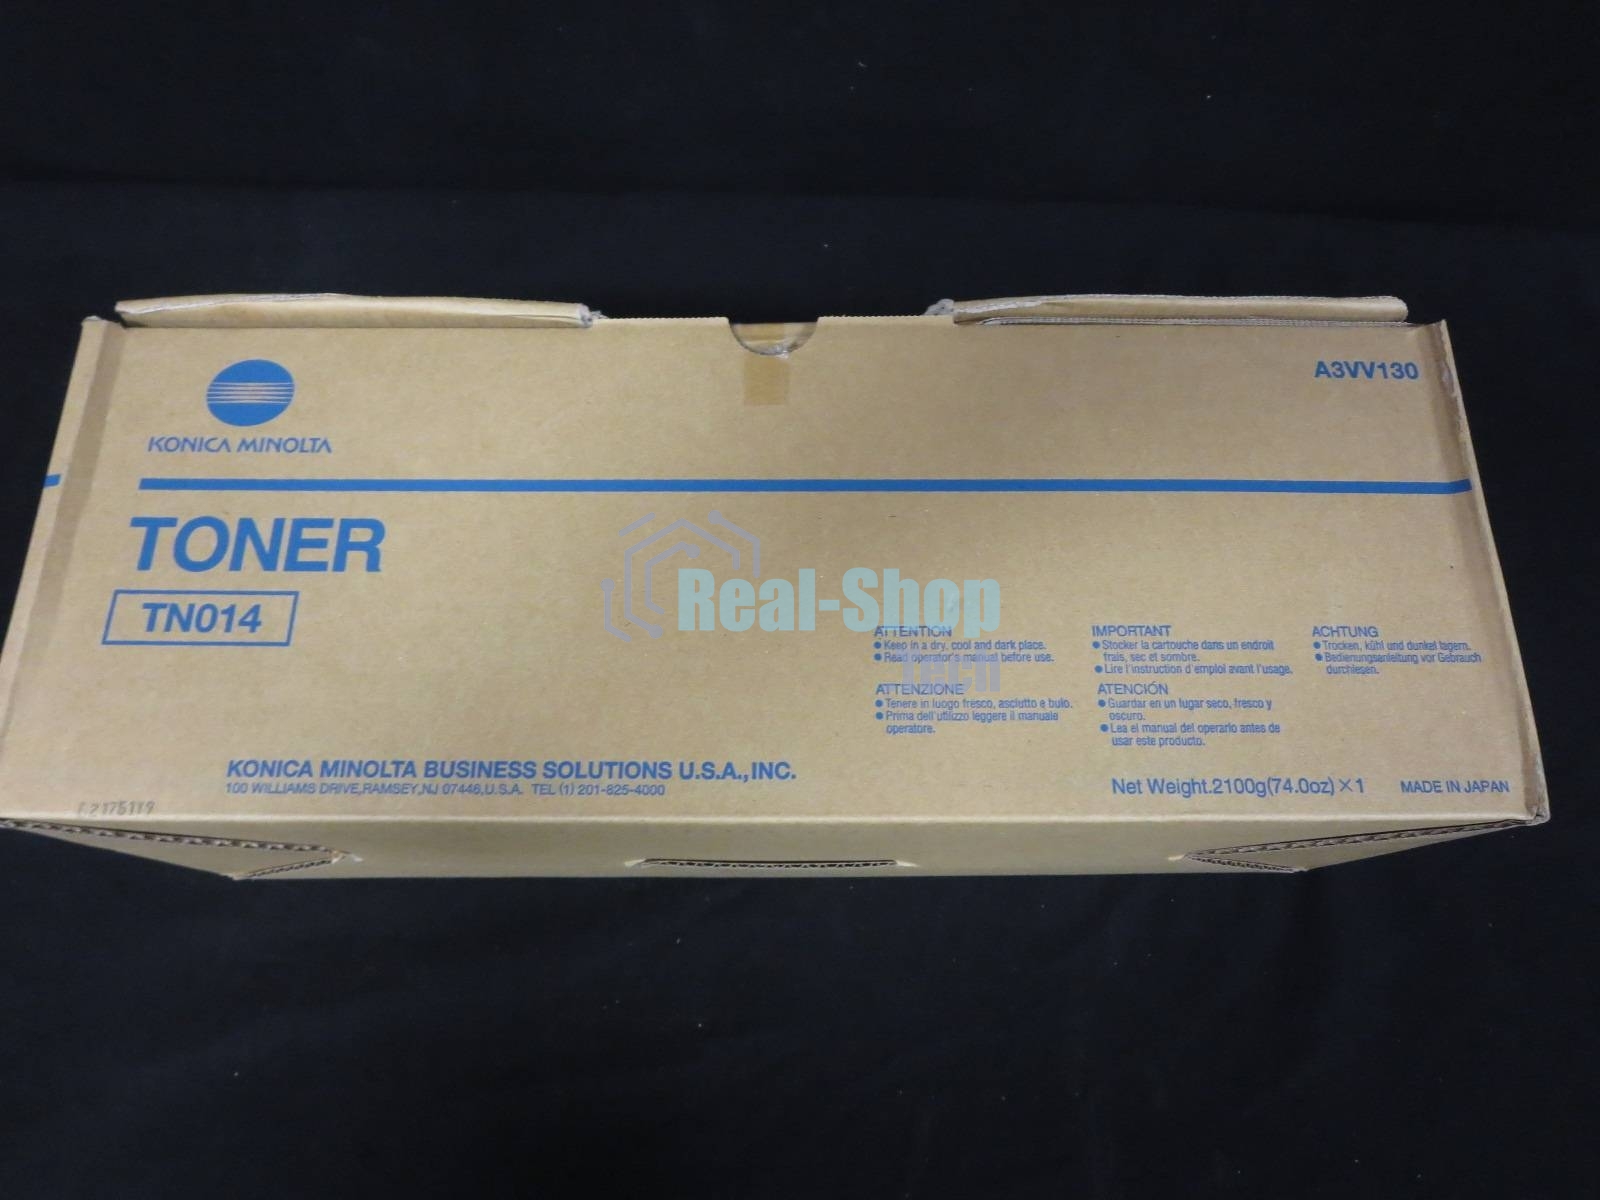 A3VV130
KONICA MINOLTA
TONER
TN014
Real-Shop
Tech
ATTENTION
● Keep in a dry, cool and dark place.
● Read operator's manual before use.
IMPORTANT
● Stocker la cartouche dans un endroit
frais, sec et sombre.
● Lire l'instruction d'emploi avant l'usage.
ACHTUNG
● Trocken, kühl und dunkel lagern.
● Bedienungsanleitung vor Gebrauch
durchlesen.
ATTENZIONE
● Tenere in luogo fresco, asciutto e buio.
● Prima dell'utilizzo leggere il manuale
operatore.
ATENCIÓN
● Guardar en un lugar seco, fresco y
oscuro.
● Lea el manual del operario antes de
usar este producto.
KONICA MINOLTA BUSINESS SOLUTIONS U.S.A., INC.
100 WILLIAMS DRIVE, RAMSEY, NJ 07446, U.S.A. TEL (1) 201-825-4000
Net Weight.2100g(74.0oz)×1
MADE IN JAPAN